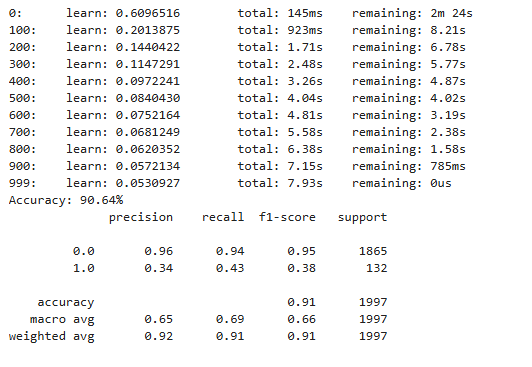 0: learn: 0.6096516 total: 145ms remaining: 2m 24s
100: learn: 0.2013875 total: 923ms remaining: 8.21s
200: learn: 0.1440422 total: 1.71s remaining: 6.78s
300: learn: 0.1147291 total: 2.48s remaining: 5.77s
400: learn: 0.0972241 total: 3.26s remaining: 4.87s
500: learn: 0.0840430 total: 4.04s remaining: 4.02s
600: learn: 0.0752164 total: 4.81s remaining: 3.19s
700: learn: 0.0681249 total: 5.58s remaining: 2.38s
800: learn: 0.0620352 total: 6.38s remaining: 1.58s
900: learn: 0.0572134 total: 7.15s remaining: 785ms
999: learn: 0.0530927 total: 7.93s remaining: 0us
Accuracy: 90.64%
precision recall f1-score support
0.0 0.96 0.94 0.95 1865
1.0 0.34 0.43 0.38 132
accuracy 0.91 1997
macro avg 0.65 0.69 0.66 1997
weighted avg 0.92 0.91 0.91 1997